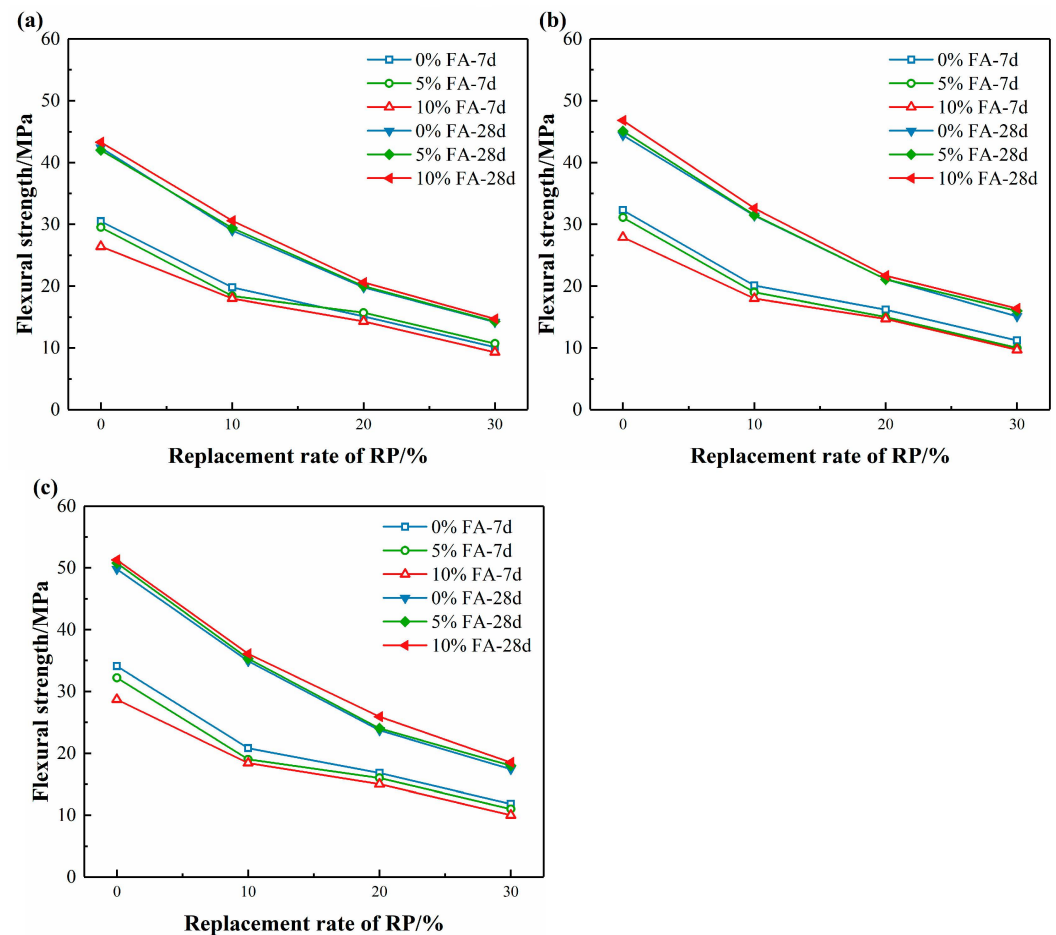 (a)
60
50
40
30
20
10
0
Flexural strength/MPa
0% FA-7d
5% FA-7d
10% FA-7d
0% FA-28d
5% FA-28d
10% FA-28d
0 10 20 30
Replacement rate of RP/%
(b)
60
50
40
30
20
10
0
Flexural strength/MPa
0% FA-7d
5% FA-7d
10% FA-7d
0% FA-28d
5% FA-28d
10% FA-28d
0 10 20 30
Replacement rate of RP/%
(c)
60
50
40
30
20
10
0
Flexural strength/MPa
0% FA-7d
5% FA-7d
10% FA-7d
0% FA-28d
5% FA-28d
10% FA-28d
0 10 20 30
Replacement rate of RP/%